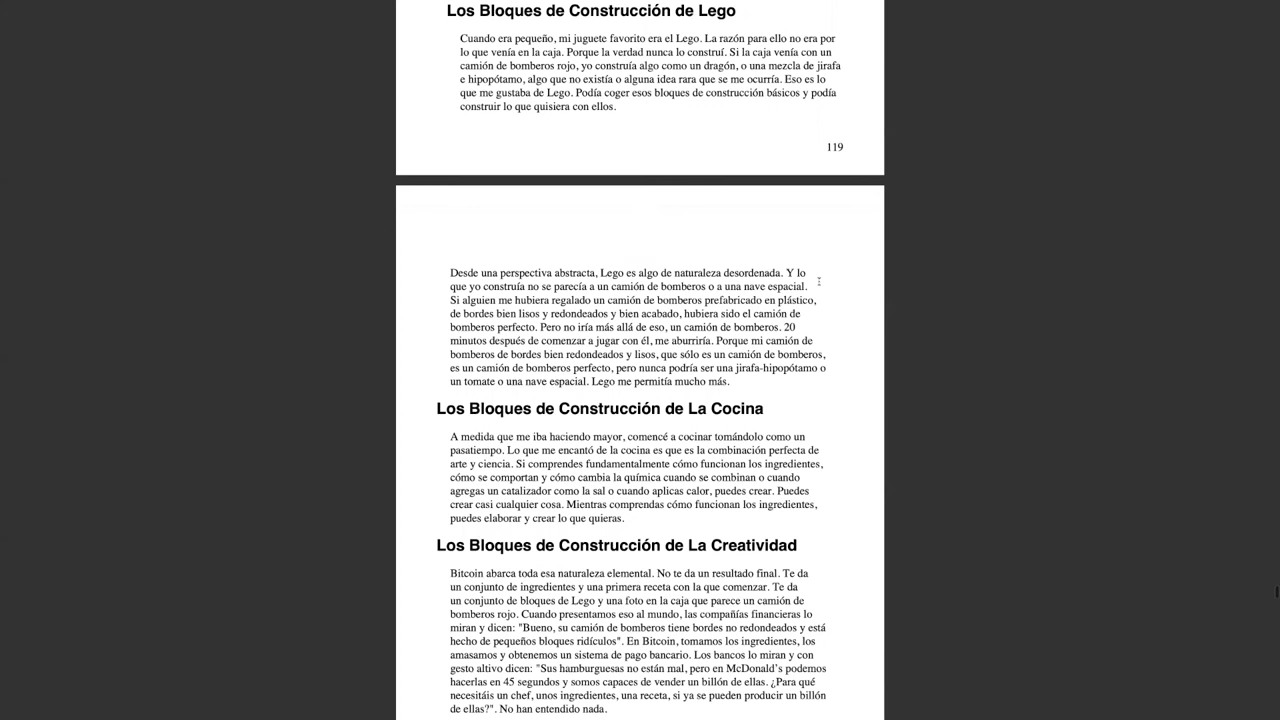 Los Bloques de Construcción de Lego
Cuando era pequeño, mi juguete favorito era el Lego. La razón para ello no era por
lo que venía en la caja. Porque la verdad nunca lo construí. Si la caja venía con un
camión de bomberos rojo, yo construía algo como un dragón, o una mezcla de jirafa
e hipopótamo, algo que no existía o alguna idea rara que se me ocurría. Eso es lo
que me gustaba de Lego. Podía coger esos bloques de construcción básicos y podía
construir lo que quisiera con ellos.
119
Desde una perspectiva abstracta, Lego es algo de naturaleza desordenada. Y lo
que yo construía no se parecía a un camión de bomberos o a una nave espacial.
Si alguien me hubiera regalado un camión de bomberos prefabricado en plástico,
de bordes bien lisos y redondeados y bien acabado, hubiera sido el camión de
bomberos perfecto. Pero no iría más allá de eso, un camión de bomberos. 20
minutos después de comenzar a jugar con él, me aburriría. Porque mi camión de
bomberos de bordes bien redondeados y lisos, que sólo es un camión de bomberos,
es un camión de bomberos perfecto, pero nunca podría ser una jirafa-hipopótamo o
un tomate o una nave espacial. Lego me permitía mucho más.
Los Bloques de Construcción de La Cocina
A medida que me iba haciendo mayor, comencé a cocinar tomándolo como un
pasatiempo. Lo que me encantó de la cocina es que es la combinación perfecta de
arte y ciencia. Si comprendes fundamentalmente cómo funcionan los ingredientes,
cómo se comportan y cómo cambia la química cuando se combinan o cuando
agregas un catalizador como la sal o cuando aplicas calor, puedes crear. Puedes
crear casi cualquier cosa. Mientras comprendas cómo funcionan los ingredientes,
puedes elaborar y crear lo que quieras.
Los Bloques de Construcción de La Creatividad
Bitcoin abarca toda esa naturaleza elemental. No te da un resultado final. Te da
un conjunto de ingredientes y una primera receta con la que comenzar. Te da
un conjunto de bloques de Lego y una foto en la caja que parece un camión de
bomberos rojo. Cuando presentamos eso al mundo, las compañías financieras lo
miran y dicen: "Bueno, su camión de bomberos tiene bordes no redondeados y está
hecho de pequeños bloques ridículos". En Bitcoin, tomamos los ingredientes, los
amasamos y obtenemos un sistema de pago bancario. Los bancos lo miran y con
gesto altivo dicen: "Sus hamburguesas no están mal, pero en McDonald’s podemos
hacerlas en 45 segundos y somos capaces de vender un billón de ellas. ¿Para qué
necesitáis un chef, unos ingredientes, una receta, si ya se pueden producir un billón
de ellas?". No han entendido nada.